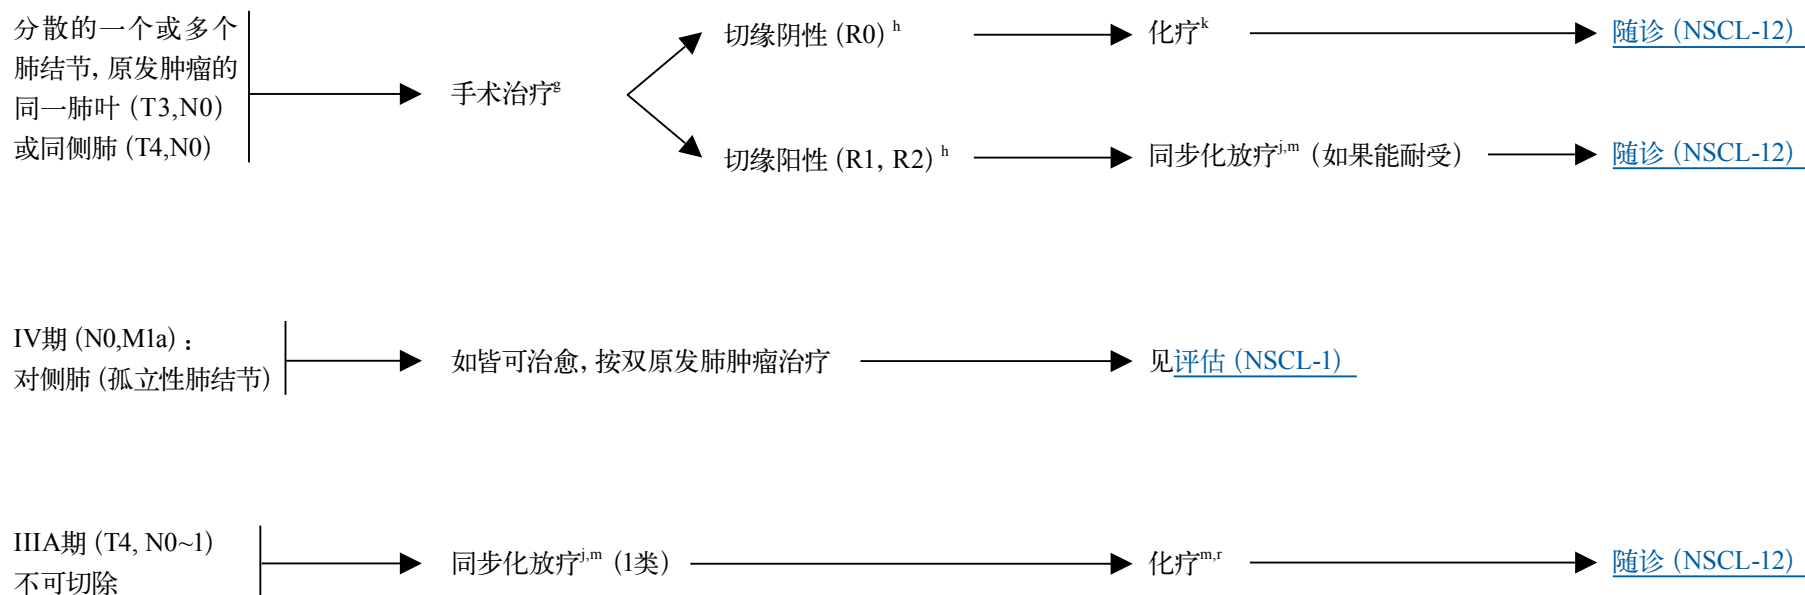 分散的一个或多个
肺结节, 原发肿瘤的
同一肺叶 (T3,N0)
或同侧肺 (T4,N0)
手术治疗g
切缘阴性 (R0) h
化疗k
随诊 (NSCL-12)
切缘阳性 (R1, R2) h
同步化放疗j,m (如果能耐受)
随诊 (NSCL-12)
IV期 (N0,M1a) :
对侧肺 (孤立性肺结节)
如皆可治愈, 按双原发肺肿瘤治疗
见评估 (NSCL-1)
IIIA期 (T4, N0~1)
不可切除
同步化放疗j,m (1类)
化疗m,r
随诊 (NSCL-12)